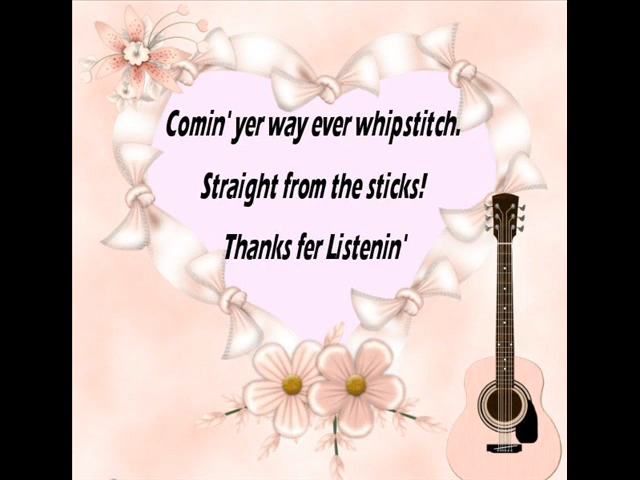 Comin' yer way ever whipstitch.
Straight from the sticks!
Thanks fer Listenin'